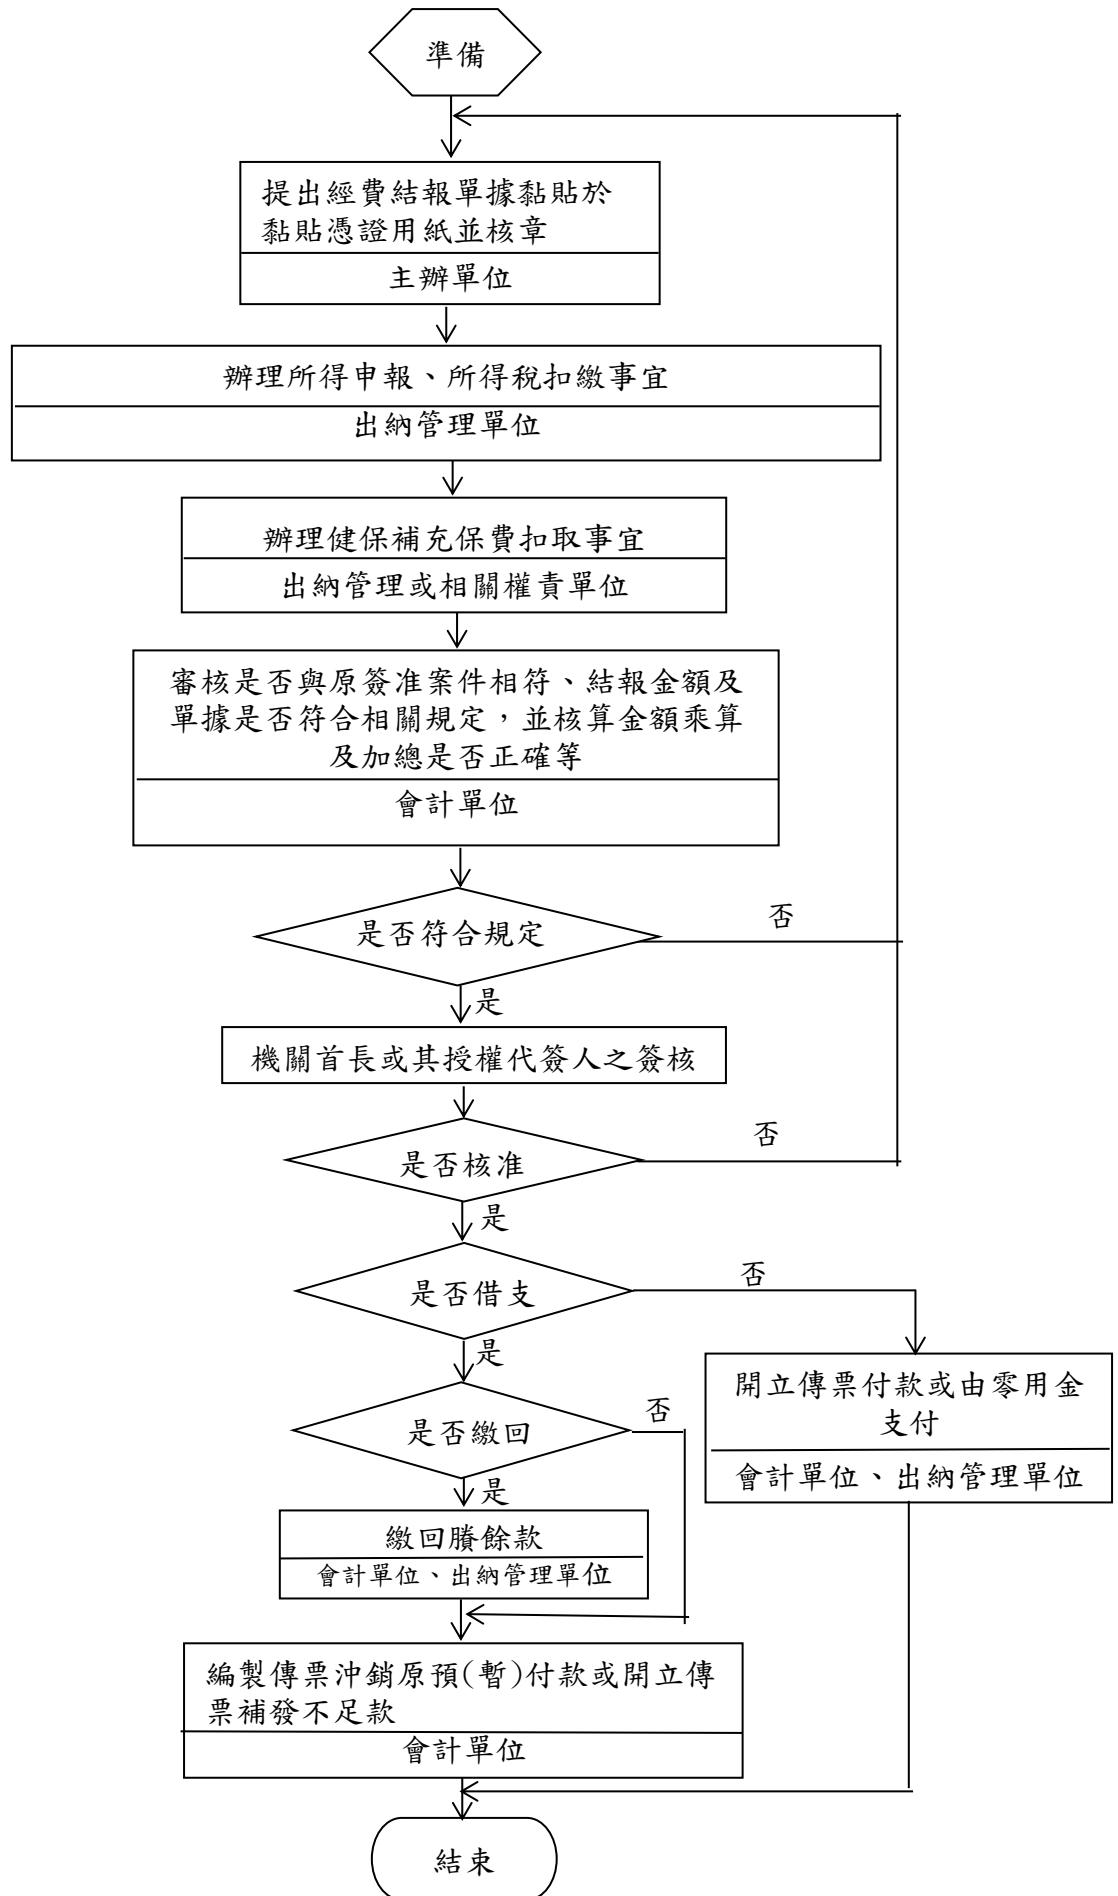 準備
提出經費結報單據黏貼於
黏貼憑證用紙並核章
主辦單位
辦理所得申報、所得稅扣繳事宜
出納管理單位
辦理健保補充保費扣取事宜
出納管理或相關權責單位
審核是否與原簽准案件相符、結報金額及
單據是否符合相關規定，並核算金額乘算
及加總是否正確等
會計單位
是否符合規定
否
是
機關首長或其授權代簽人之簽核
是否核准
否
是
是否借支
否
是
開立傳票付款或由零用金
支付
會計單位、出納管理單位
是否繳回
否
是
繳回賸餘款
會計單位、出納管理單位
編製傳票沖銷原預(暫)付款或開立傳
票補發不足款
會計單位
結束